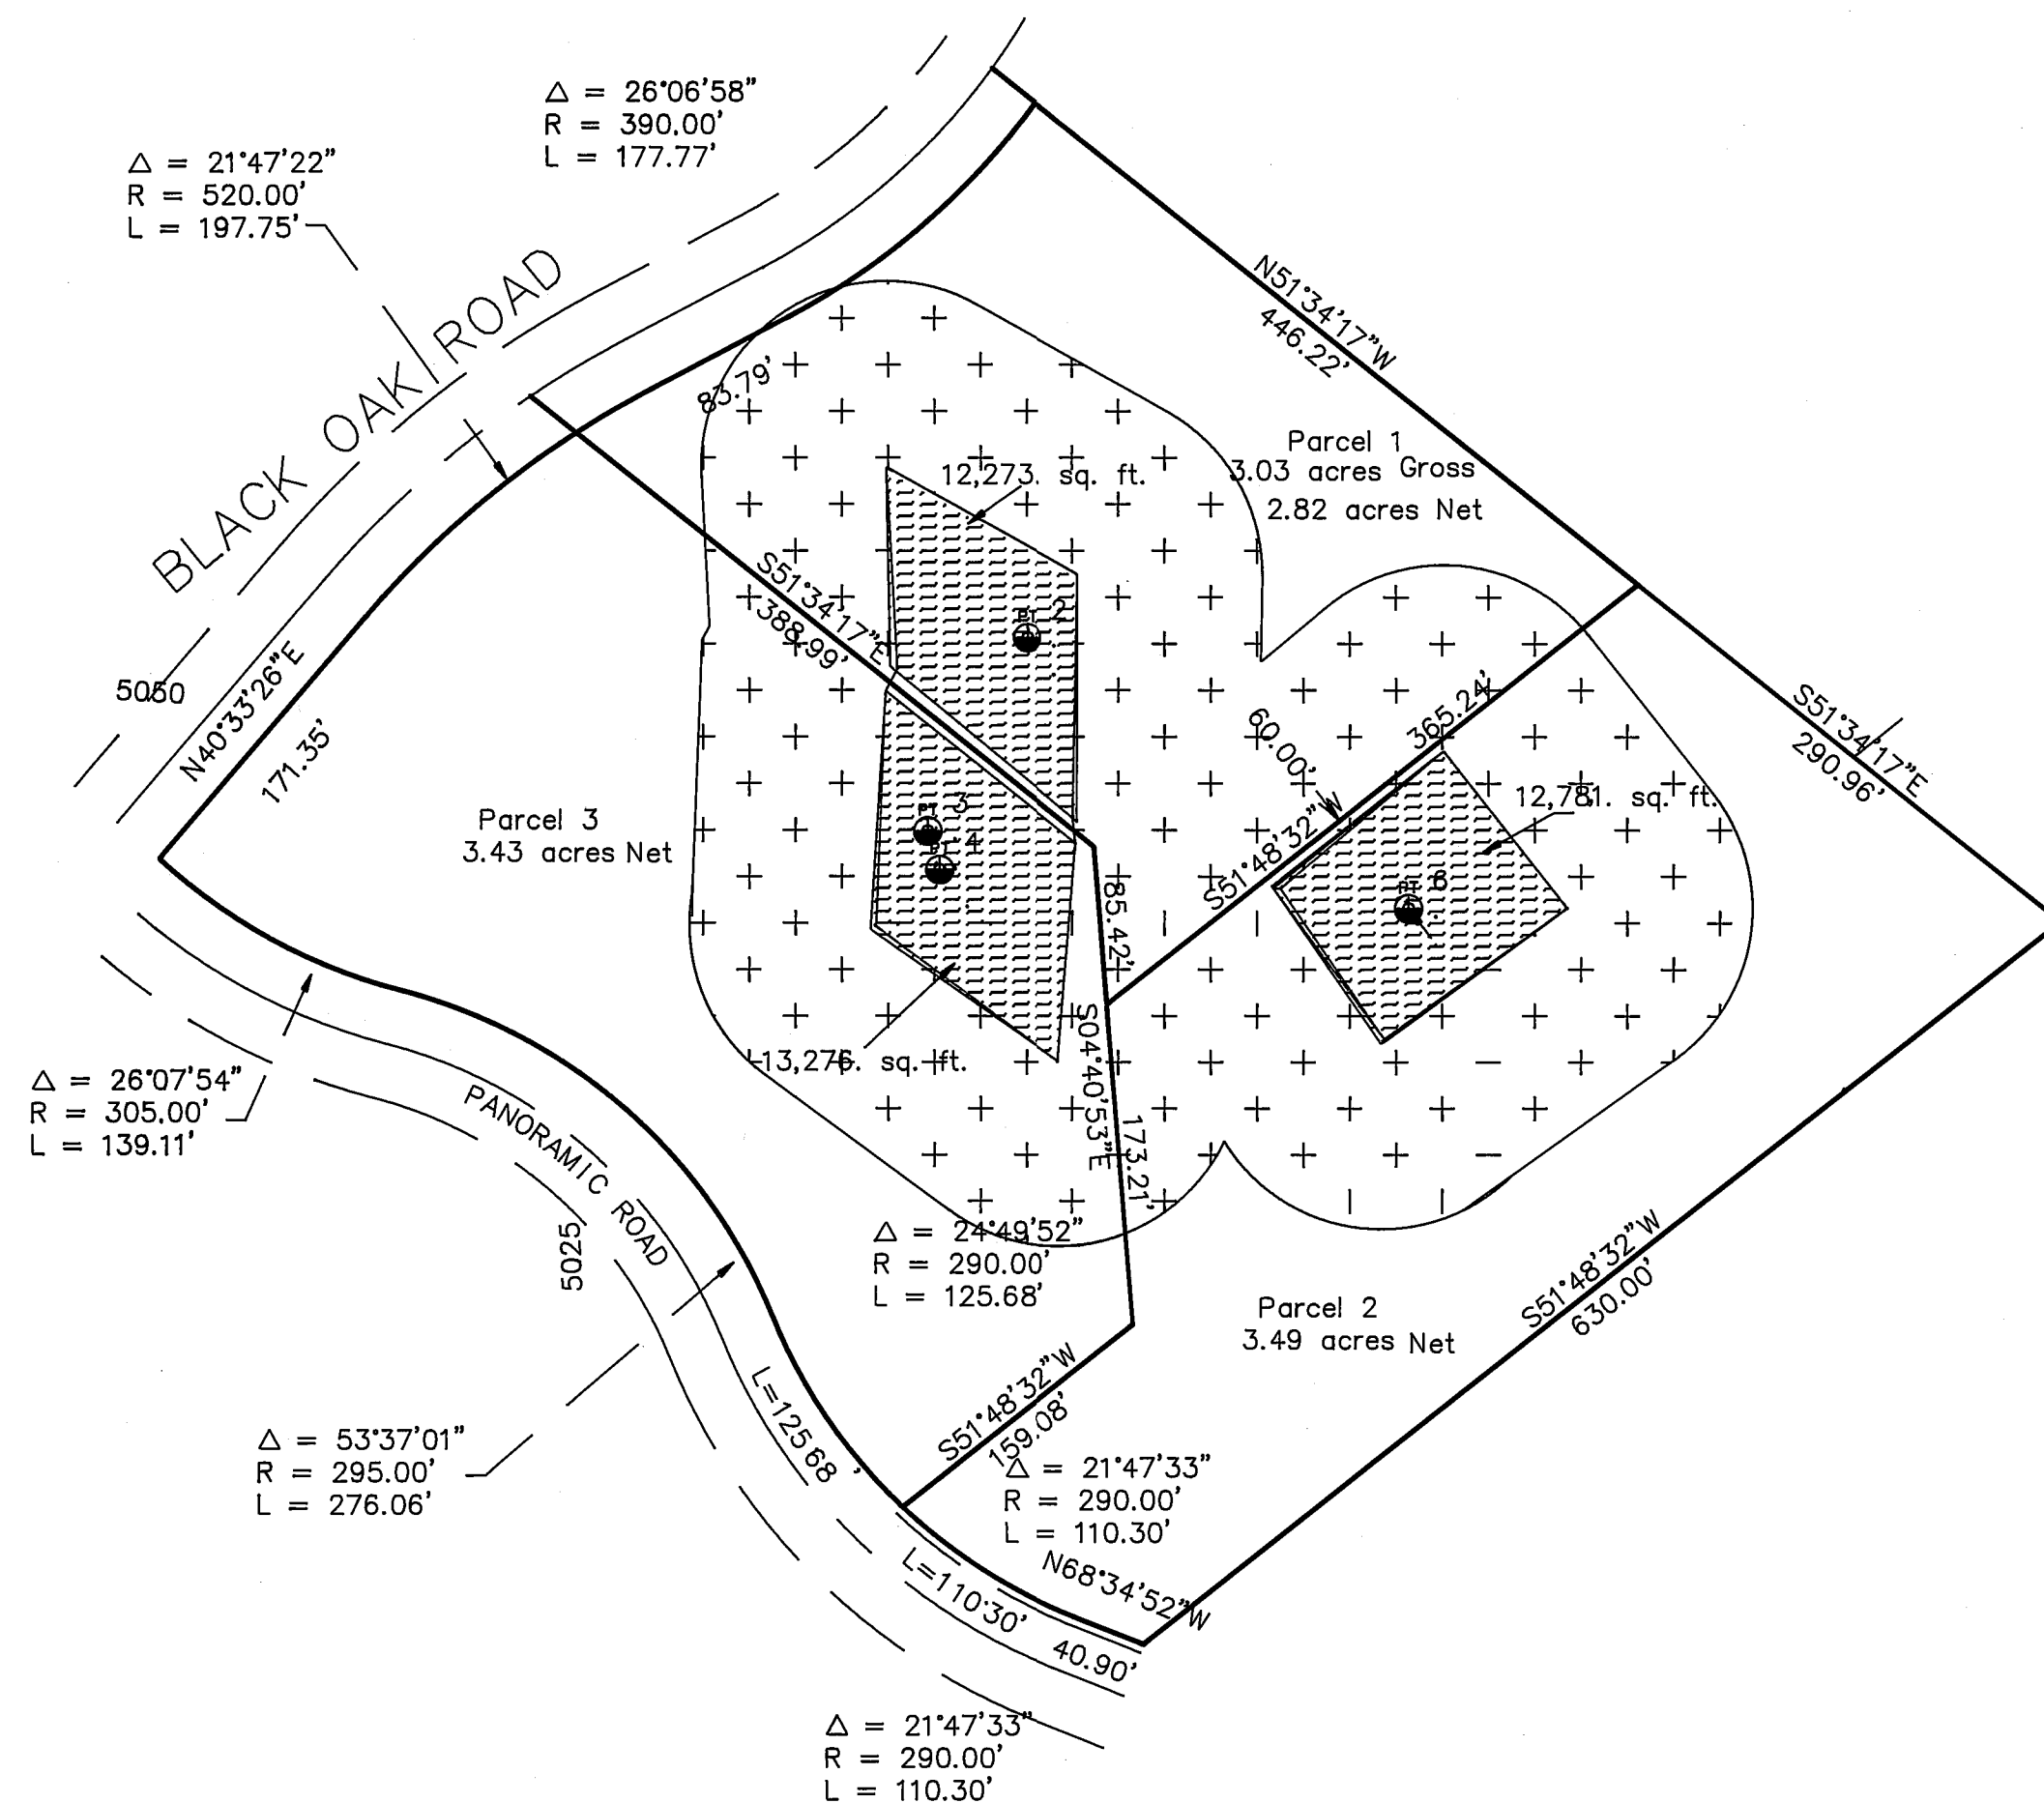 Δ = 26°06'58"
R = 390.00'
L = 177.77'
Δ = 21°47'22"
R = 520.00'
L = 197.75'
BLACK OAK ROAD
N51°34'17"W
446.22'
83.79'
Parcel 1
3.03 acres Gross
2.82 acres Net
12,273. sq. ft.
S51°34'17"E
388.99'
PT 2
5050
N40°33'26"E
171.35'
60.00'
365.24'
S51°48'32"W
S51°34'17"E
290.96'
12,781. sq. ft.
Parcel 3
3.43 acres Net
PT 3
PT 4
PT 6
85.42'
S04°40'53"E
173.21'
13,276. sq. ft.
Δ = 26°07'54"
R = 305.00'
L = 139.11'
PANORAMIC ROAD
5025
Δ = 24°49'52"
R = 290.00'
L = 125.68'
Parcel 2
3.49 acres Net
S51°48'32"W
630.00'
S51°48'32"W
159.08'
L=125.68'
Δ = 53°37'01"
R = 295.00'
L = 276.06'
Δ = 21°47'33"
R = 290.00'
L = 110.30'
N68°34'52"W
L=110.30'
40.90'
Δ = 21°47'33"
R = 290.00'
L = 110.30'